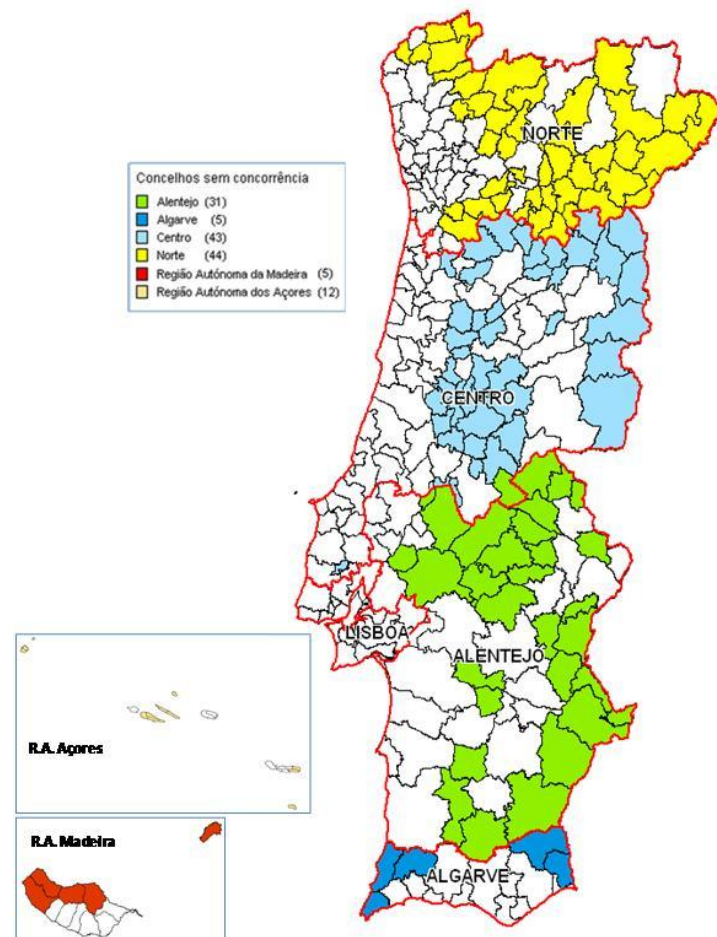 NORTE
Concelhos sem concorrência
Alentejo (31)
Algarve (5)
Centro (43)
Norte (44)
Região Autónoma da Madeira (5)
Região Autónoma dos Açores (12)
CENTRO
LISBOA
ALENTEJO
R.A. Açores
R.A. Madeira
ALGARVE